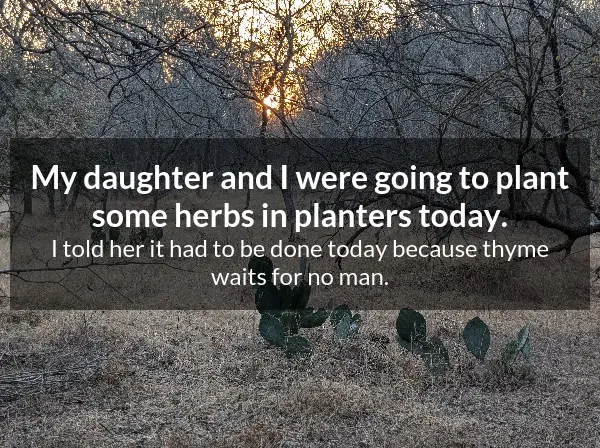 My daughter and I were going to plant
some herbs in planters today.
I told her it had to be done today because thyme
waits for no man.